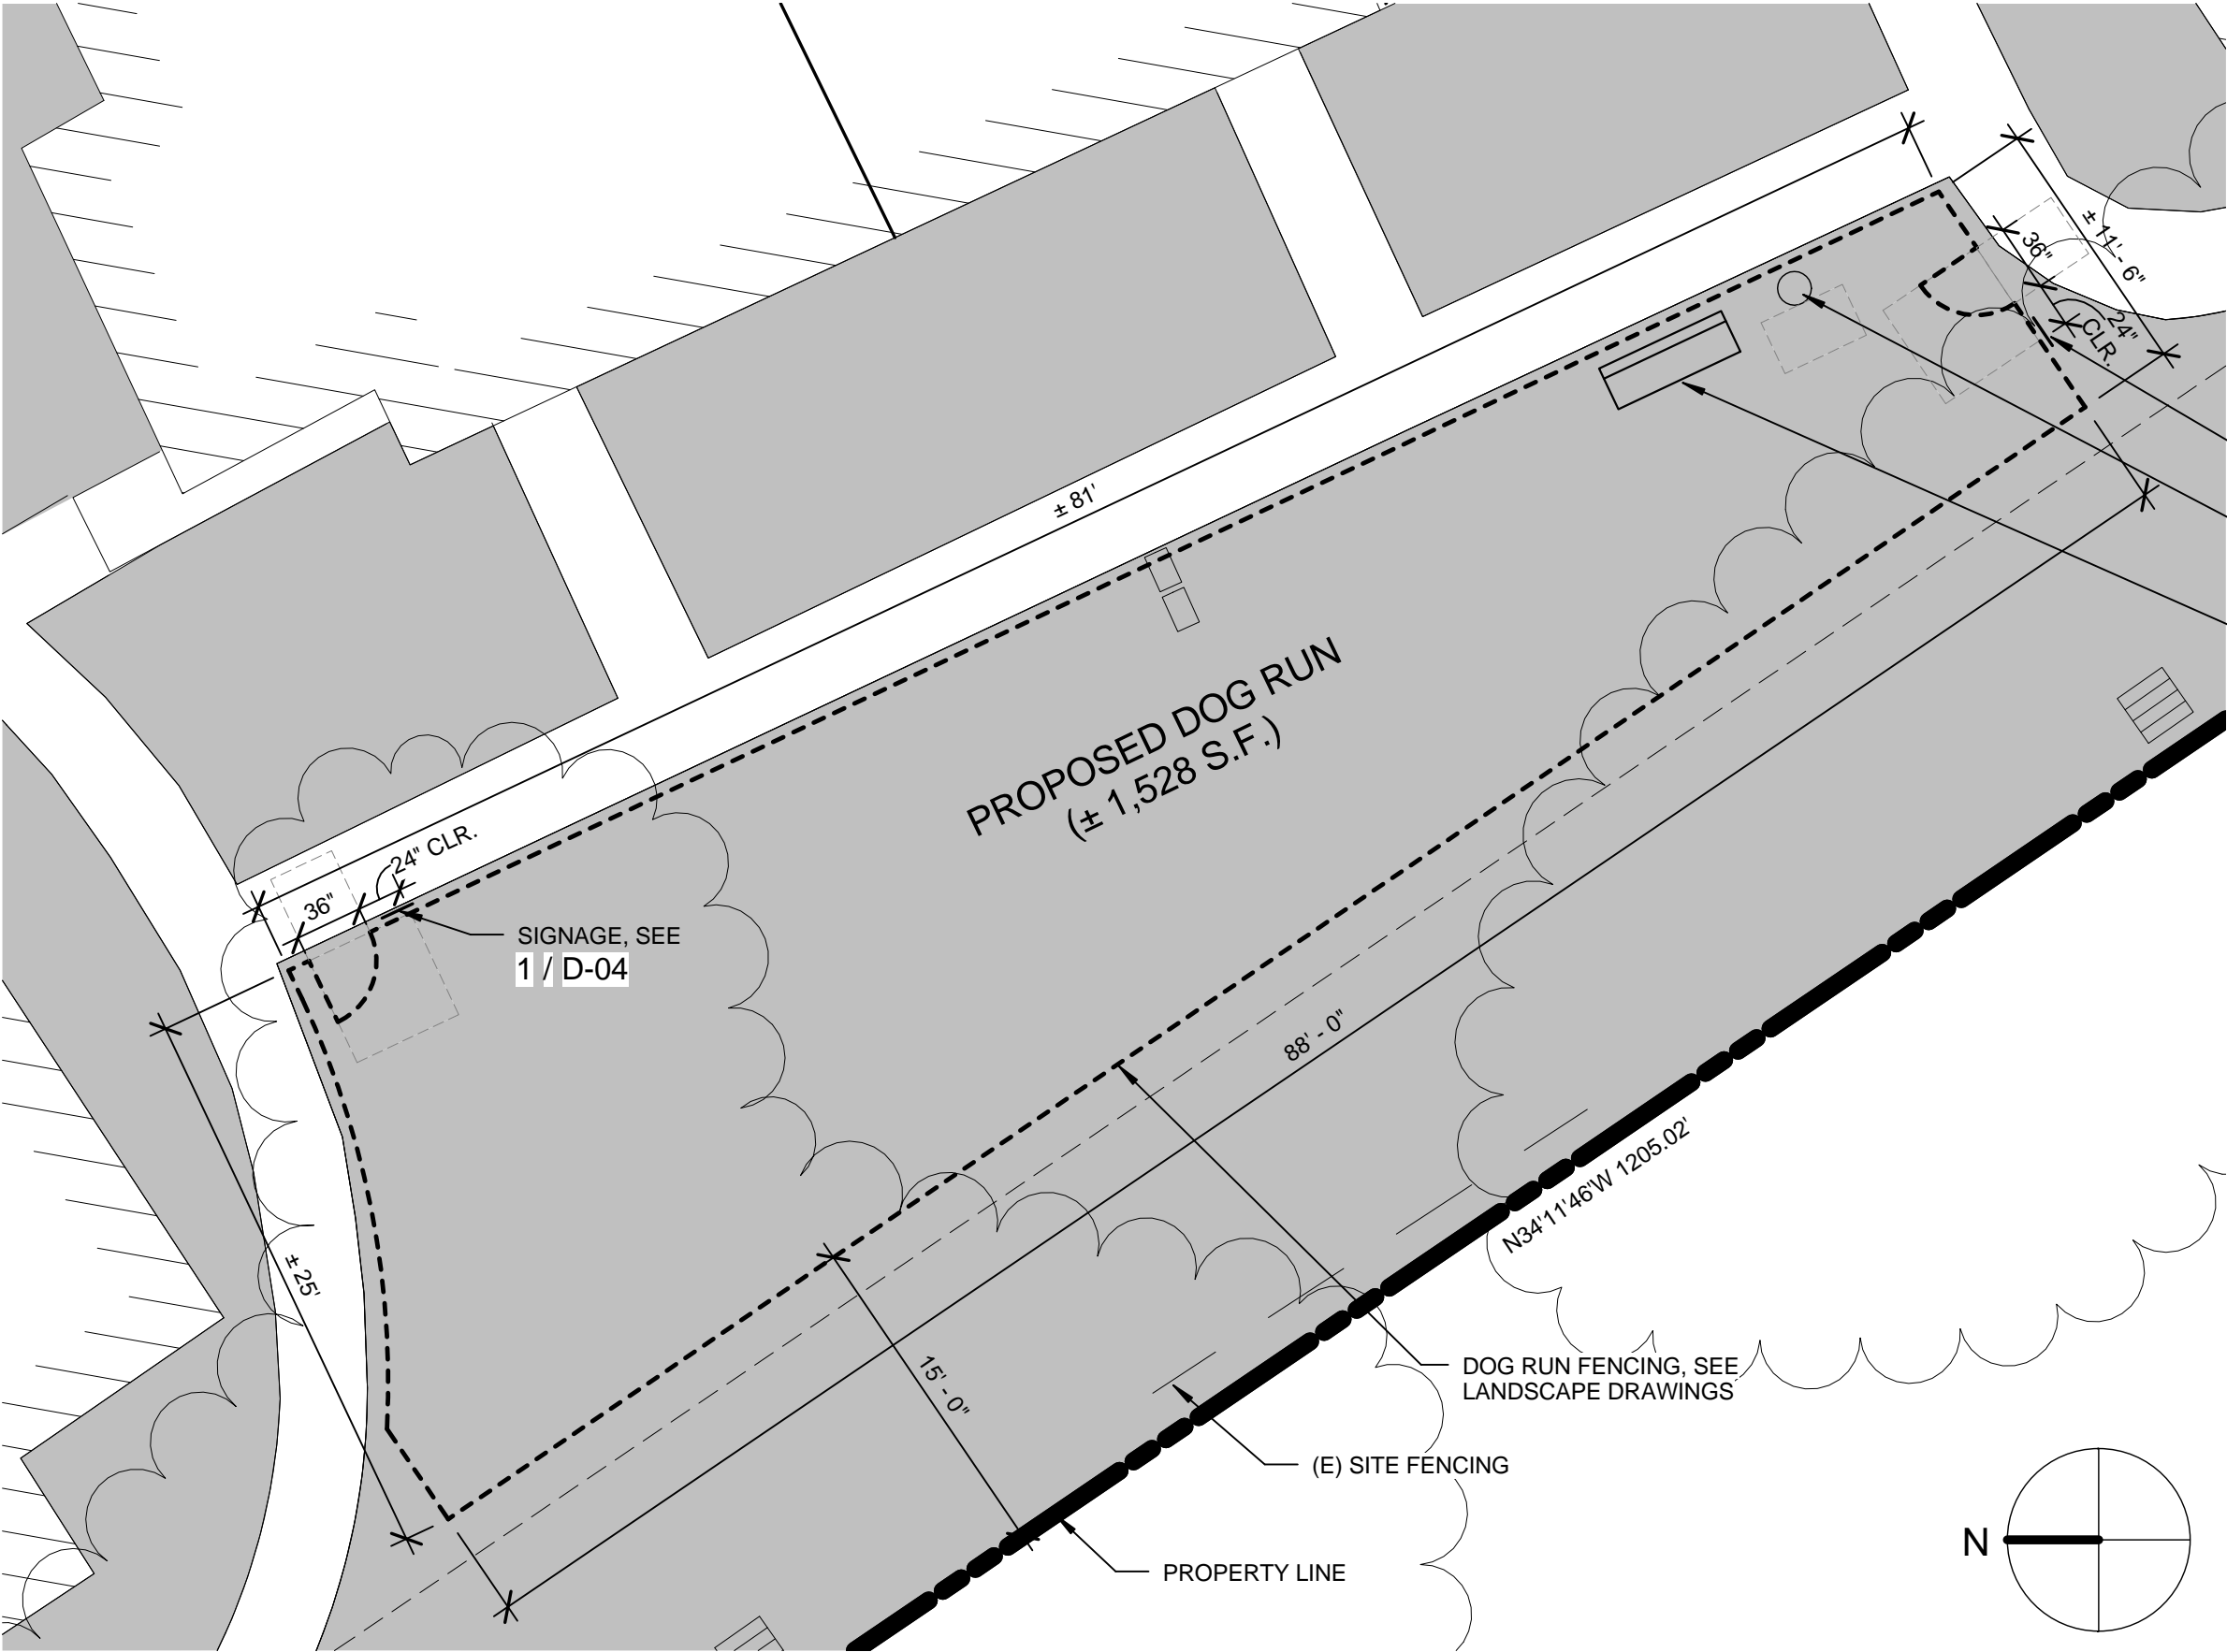 ± 11' - 6"
36"
24"
CLR.
± 81'
PROPOSED DOG RUN
(± 1,528 S.F.)
24" CLR.
36"
SIGNAGE, SEE
1 / D-04
88' - 0"
N34'11'46'W 1205.02'
± 25'
15' - 0"
DOG RUN FENCING, SEE
LANDSCAPE DRAWINGS
(E) SITE FENCING
N
PROPERTY LINE